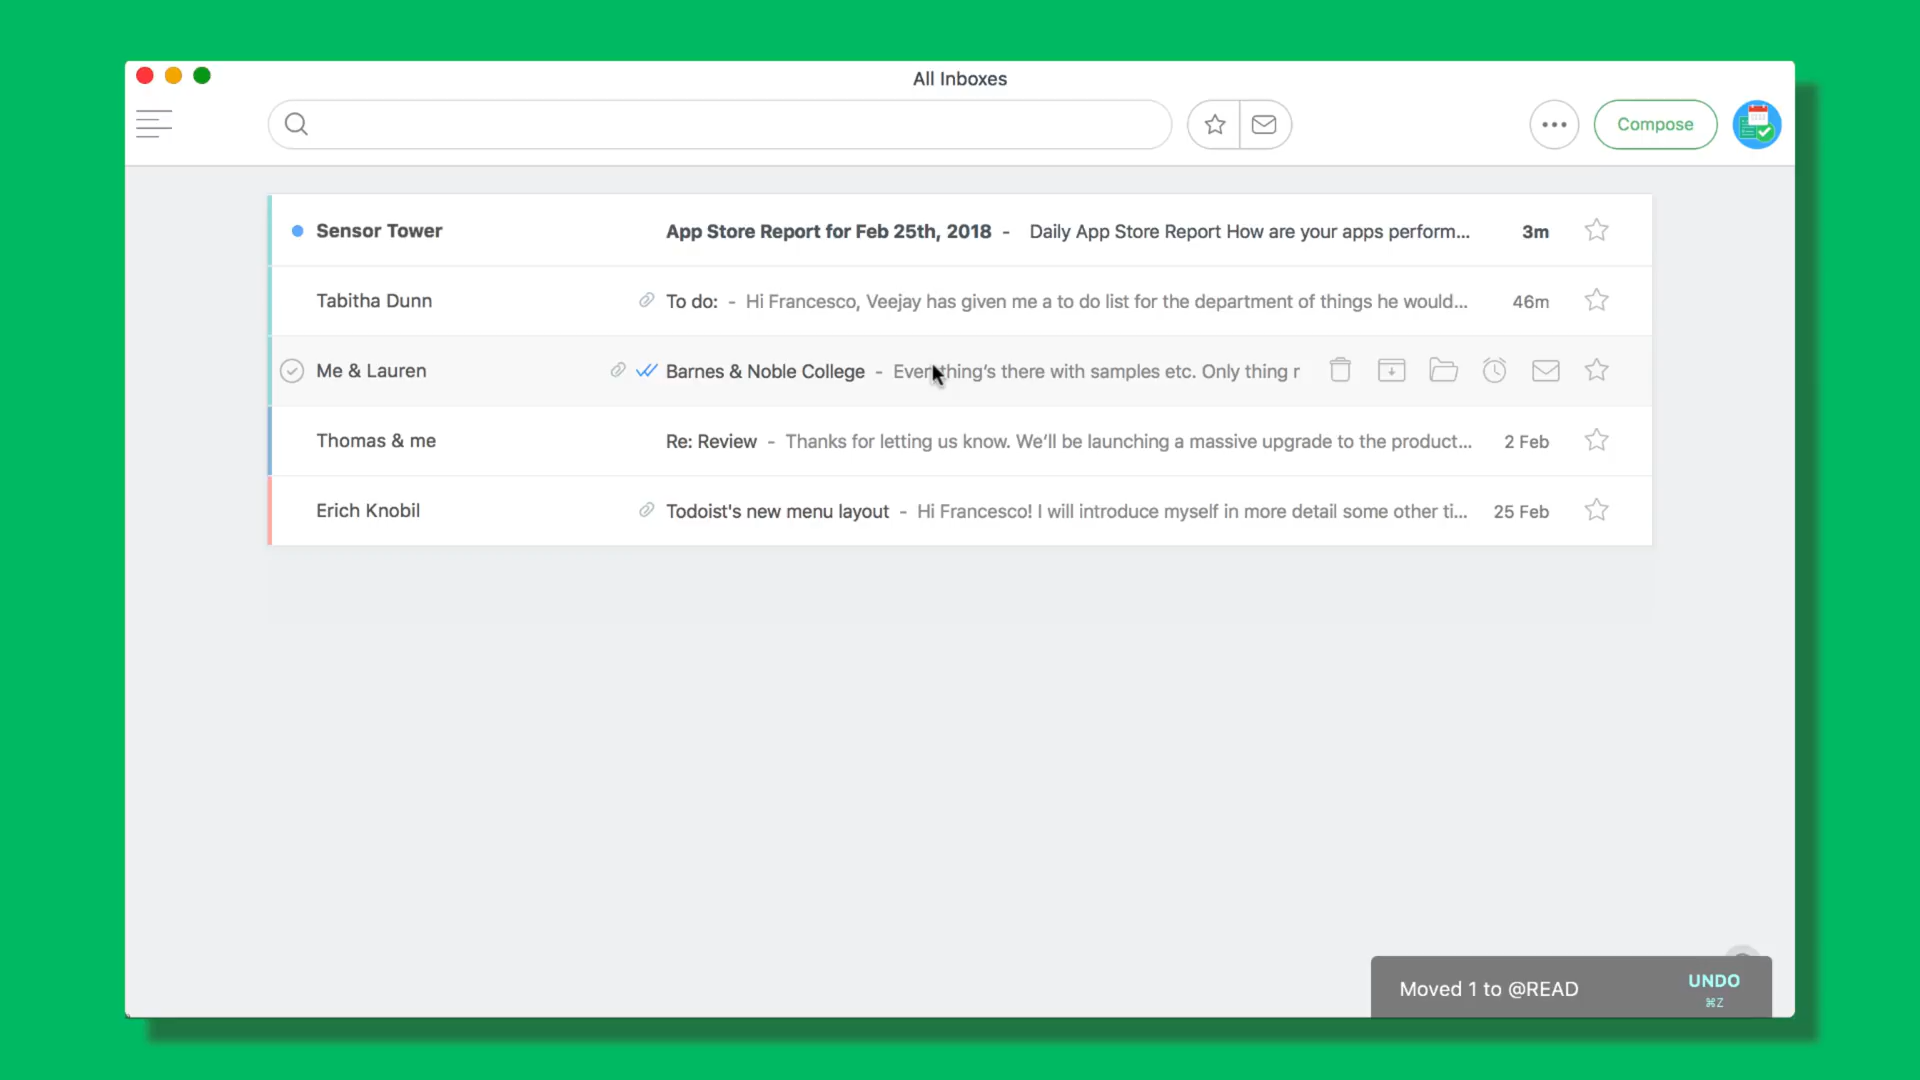 All Inboxes
Compose
Sensor Tower App Store Report for Feb 25th, 2018 - Daily App Store Report How are your apps perform... 3m
Tabitha Dunn To do: - Hi Francesco, Veejay has given me a to do list for the department of things he would... 46m
Me & Lauren Barnes & Noble College - Everything's there with samples etc. Only thing r
Thomas & me Re: Review - Thanks for letting us know. We'll be launching a massive upgrade to the product... 2 Feb
Erich Knobil Todoist's new menu layout - Hi Francesco! I will introduce myself in more detail some other ti... 25 Feb
Moved 1 to @READ UNDO
⌘Z